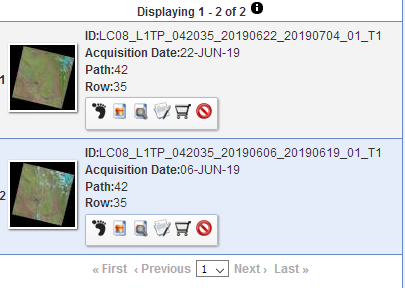 Displaying 1 - 2 of 2
1
ID:LC08_L1TP_042035_20190622_20190704_01_T1
Acquisition Date:22-JUN-19
Path:42
Row:35
2
ID:LC08_L1TP_042035_20190606_20190619_01_T1
Acquisition Date:06-JUN-19
Path:42
Row:35
« First ‹ Previous 1 Next › Last »